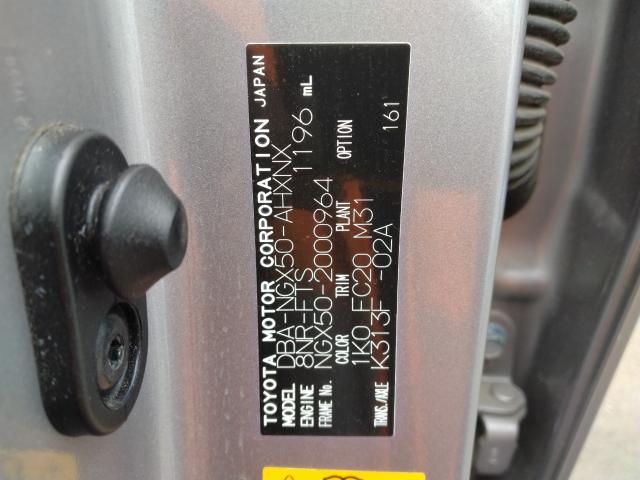 TOYOTA MOTOR CORPORATION JAPAN
MODEL DBA-NGX50-AHXNX
ENGINE 8NR-FTS 1196 mL
FRAME No. NGX50-2000964
COLOR TRIM PLANT OPTION
1K0 FC20 M31
TRANS./AXLE K313F -02A 161